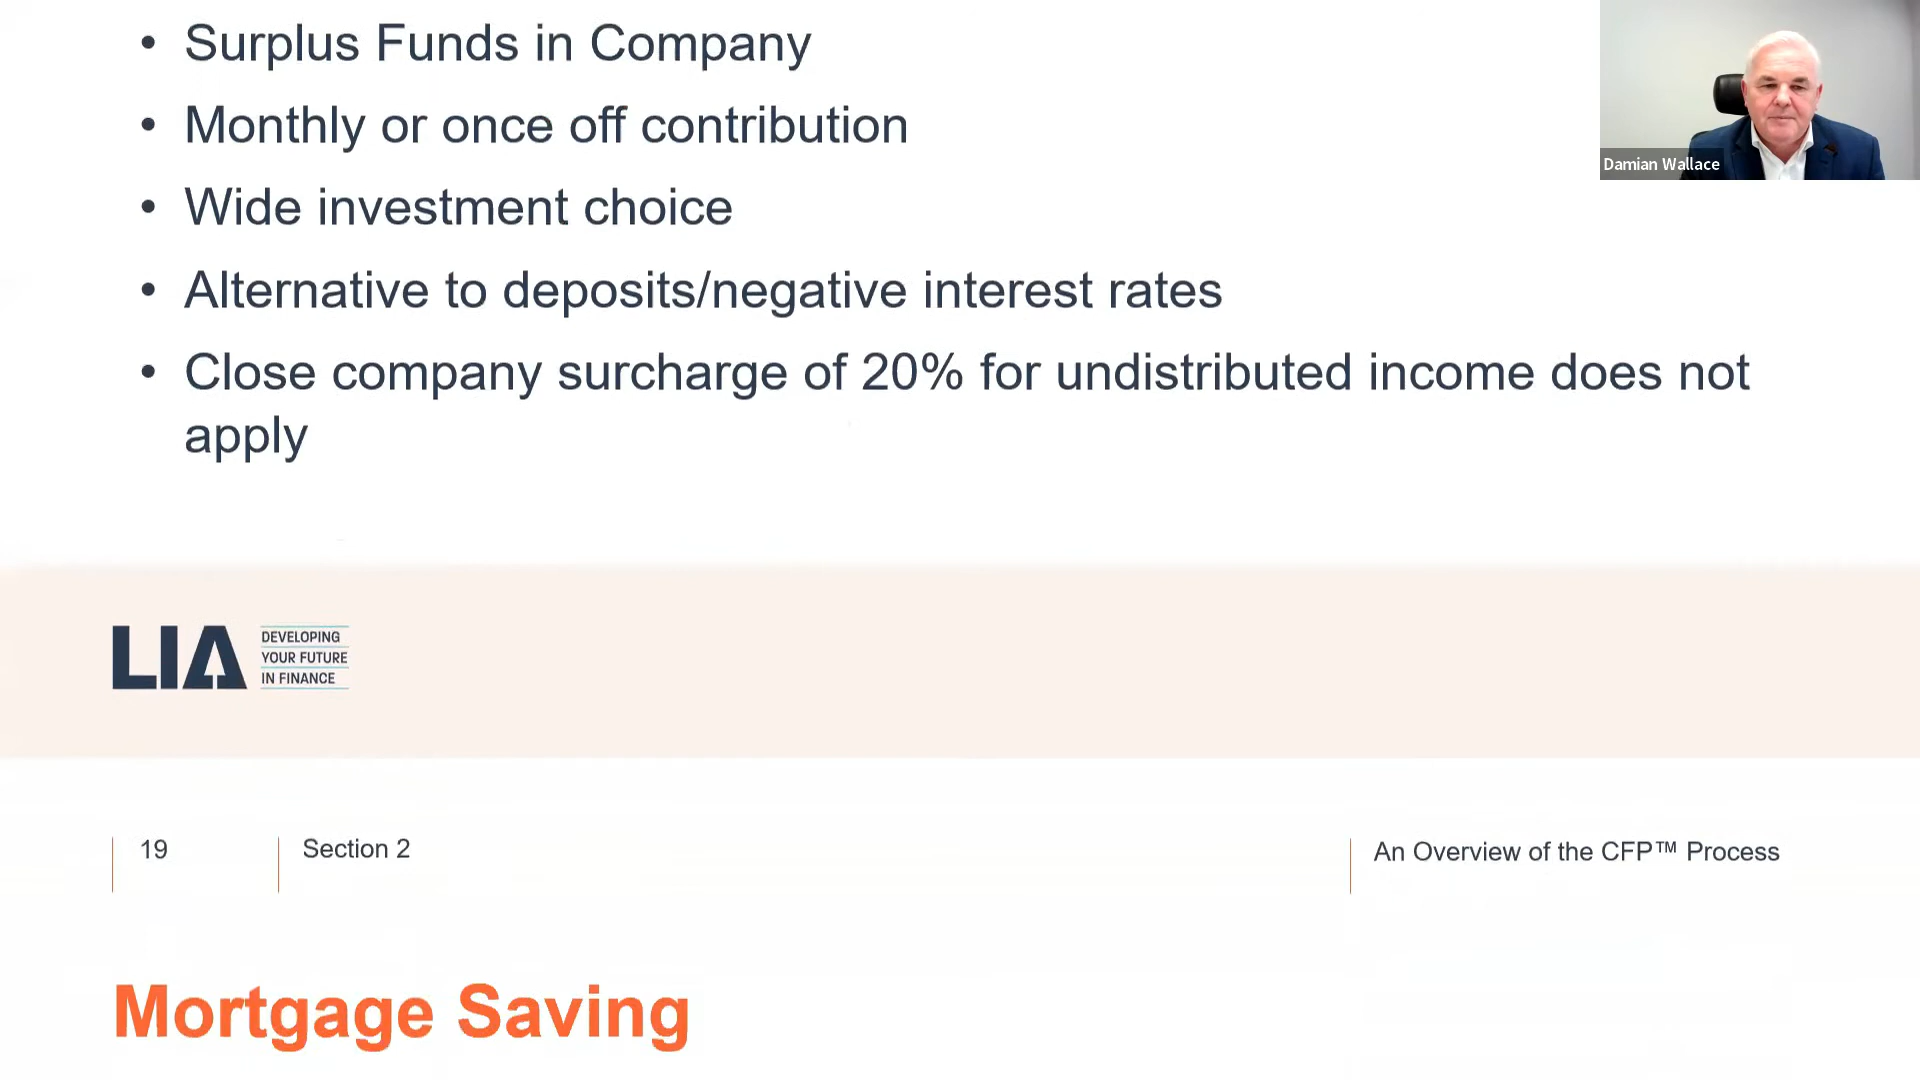 • Surplus Funds in Company
• Monthly or once off contribution
• Wide investment choice
• Alternative to deposits/negative interest rates
• Close company surcharge of 20% for undistributed income does not
apply
Damian Wallace
LIA
DEVELOPING
YOUR FUTURE
IN FINANCE
19
Section 2
An Overview of the CFP™ Process
Mortgage Saving